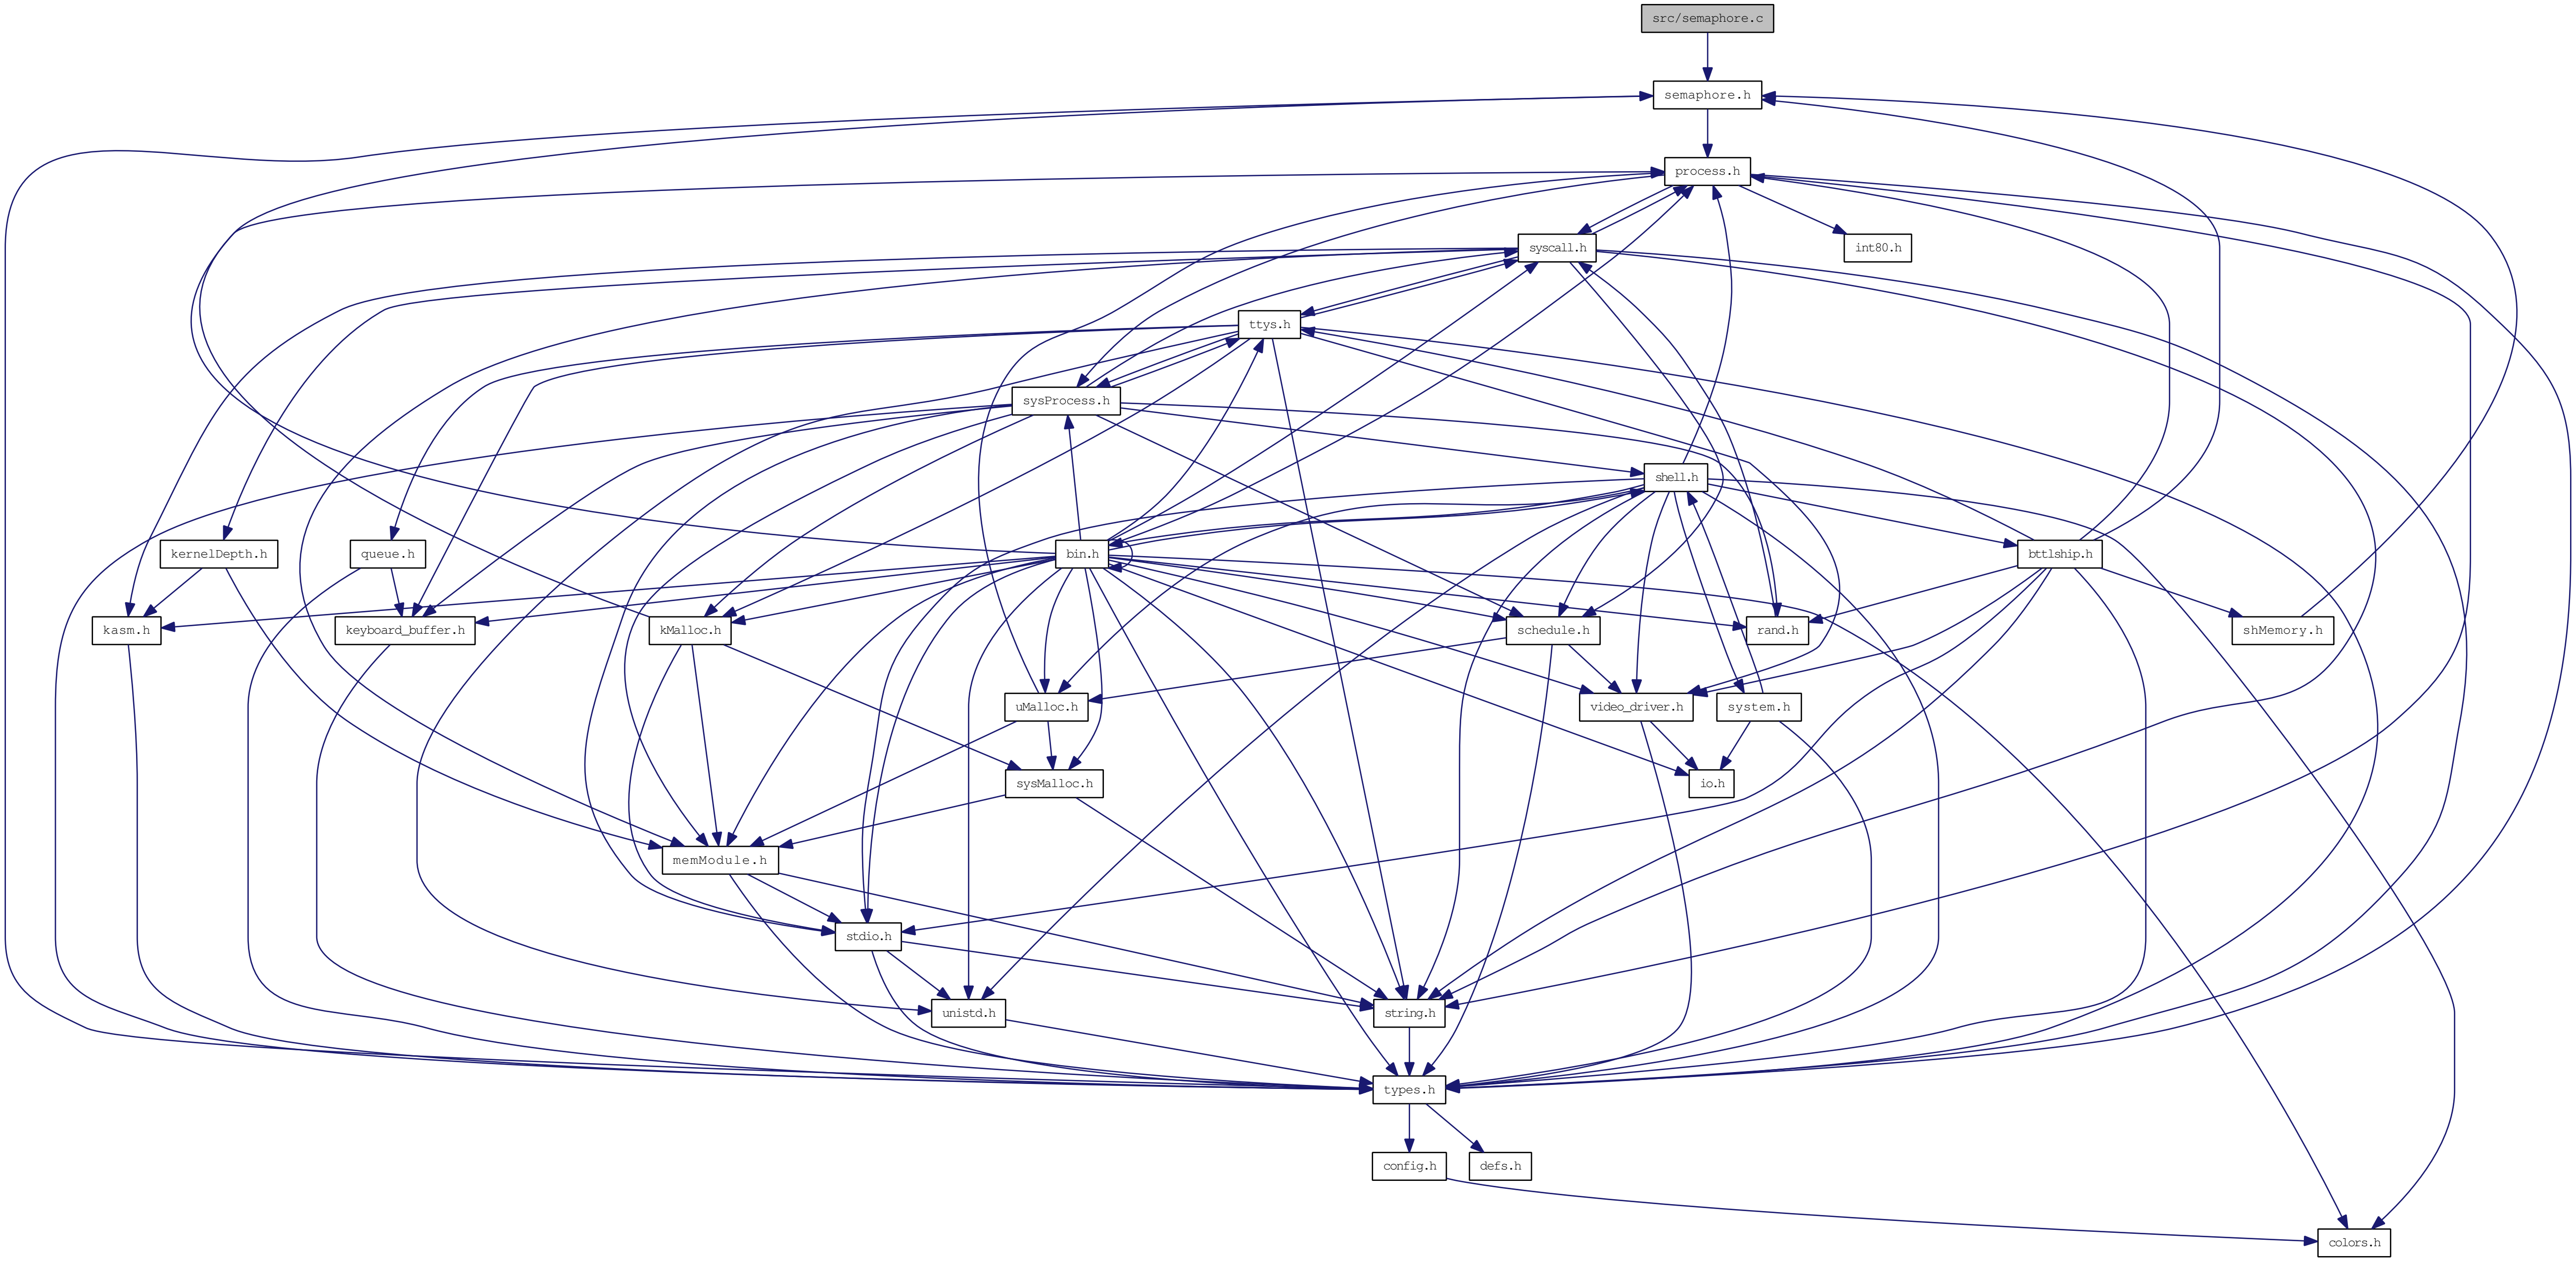 src/semaphore.c
semaphore.h
process.h
syscall.h
int80.h
ttys.h
sysProcess.h
shell.h
kernelDepth.h
queue.h
bin.h
bttlship.h
kasm.h
keyboard_buffer.h
kMalloc.h
schedule.h
rand.h
shMemory.h
uMalloc.h
video_driver.h
system.h
sysMalloc.h
io.h
memModule.h
stdio.h
unistd.h
string.h
types.h
config.h
defs.h
colors.h